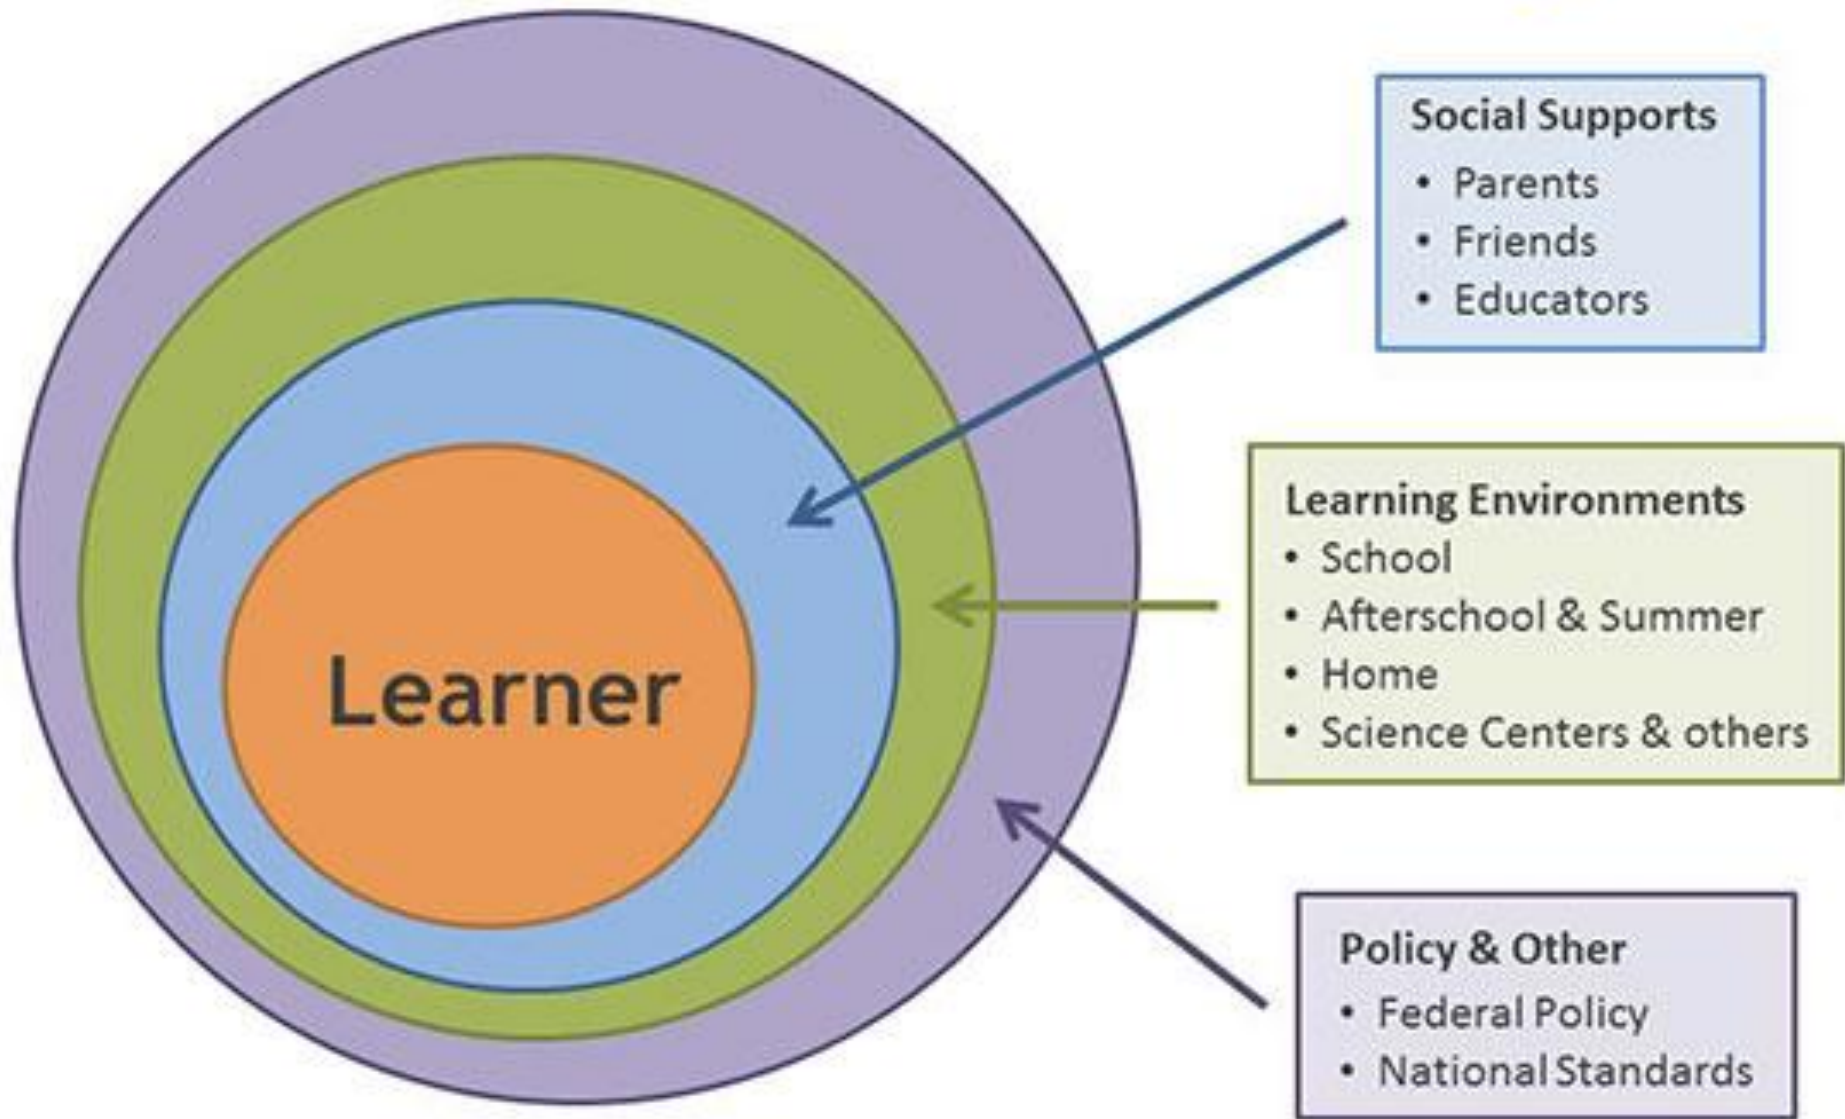 Learner
Social Supports
• Parents
• Friends
• Educators
Learning Environments
• School
• Afterschool & Summer
• Home
• Science Centers & others
Policy & Other
• Federal Policy
• National Standards